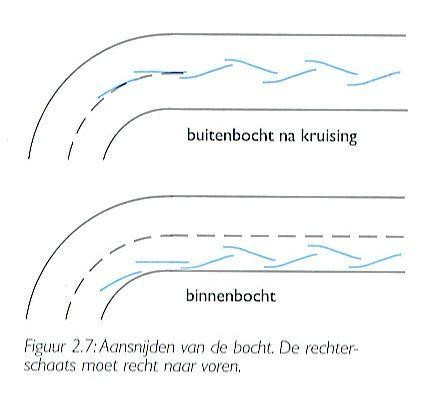 buitenbocht na kruising
binnenbocht
Figuur 2.7: Aansnijden van de bocht. De rechter-
schaats moet recht naar voren.